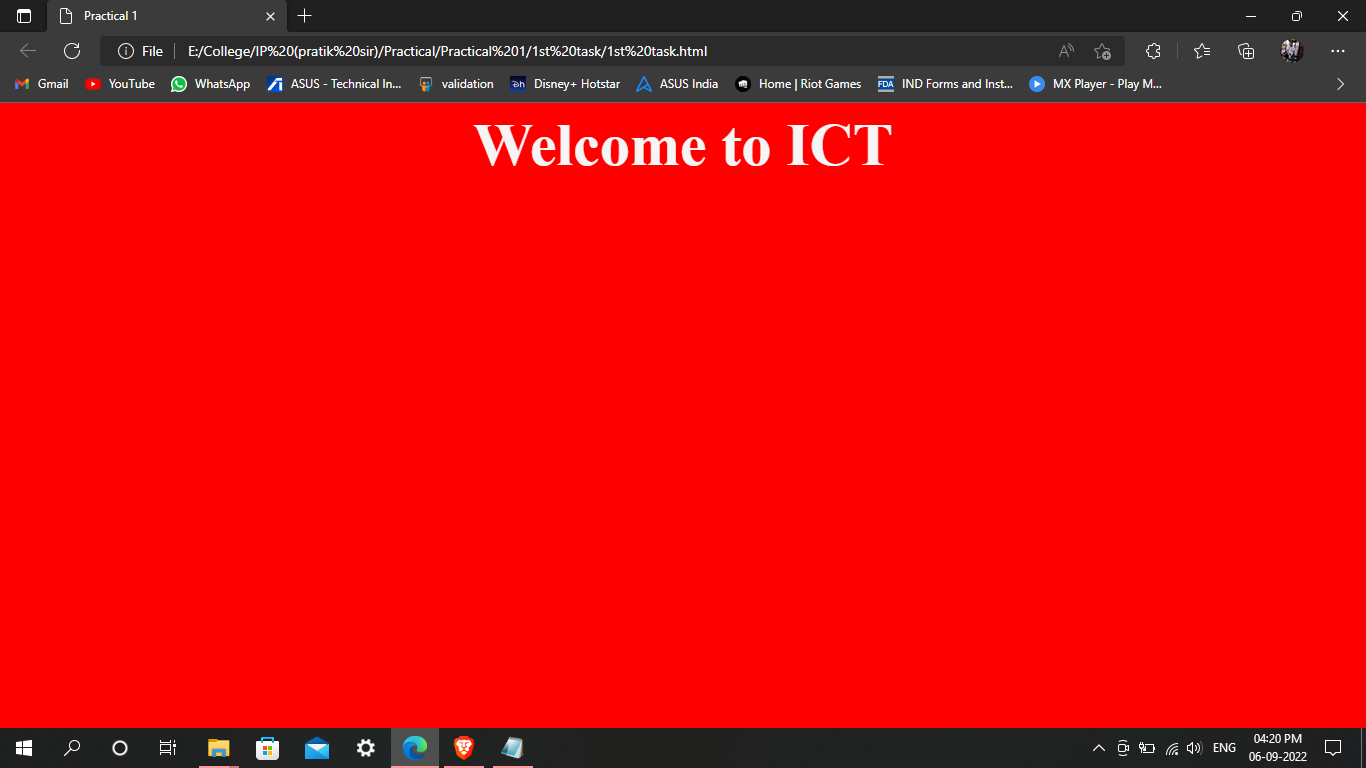 Practical 1
File E:/College/IP%20(pratik%20sir)/Practical/Practical%201/1st%20task/1st%20task.html
Gmail YouTube WhatsApp ASUS - Technical In... validation Disney+ Hotstar ASUS India Home | Riot Games FDA IND Forms and Inst... MX Player - Play M...
Welcome to ICT
ENG
04:20 PM
06-09-2022